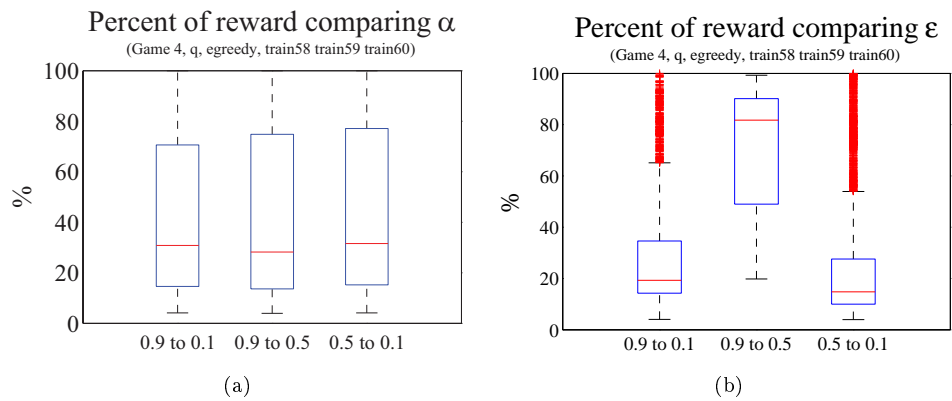 Percent of reward comparing α
(Game 4, q, egreedy, train58 train59 train60)
100
80
60
40
20
0
%
0.9 to 0.1 0.9 to 0.5 0.5 to 0.1
(a)
Percent of reward comparing ε
(Game 4, q, egreedy, train58 train59 train60)
100
80
60
40
20
0
%
0.9 to 0.1 0.9 to 0.5 0.5 to 0.1
(b)